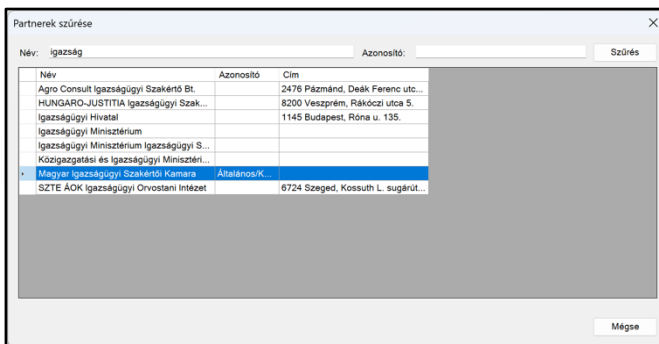 Partnerek szűrése
Név: igazság Azonosító: Szűrés
Név Azonosító Cím
Agro Consult Igazságügyi Szakértő Bt. 2476 Pázmánd, Deák Ferenc utc...
HUNGARO-JUSTITIA Igazságügyi Szak... 8200 Veszprém, Rákóczi utca 5.
Igazságügyi Hivatal 1145 Budapest, Róna u. 135.
Igazságügyi Minisztérium
Igazságügyi Minisztérium Igazságügyi S...
Közigazgatási és Igazságügyi Minisztéri...
Magyar Igazságügyi Szakértői Kamara Általános/K...
SZTE ÁOK Igazságügyi Orvostani Intézet 6724 Szeged, Kossuth L. sugárút...
Mégse